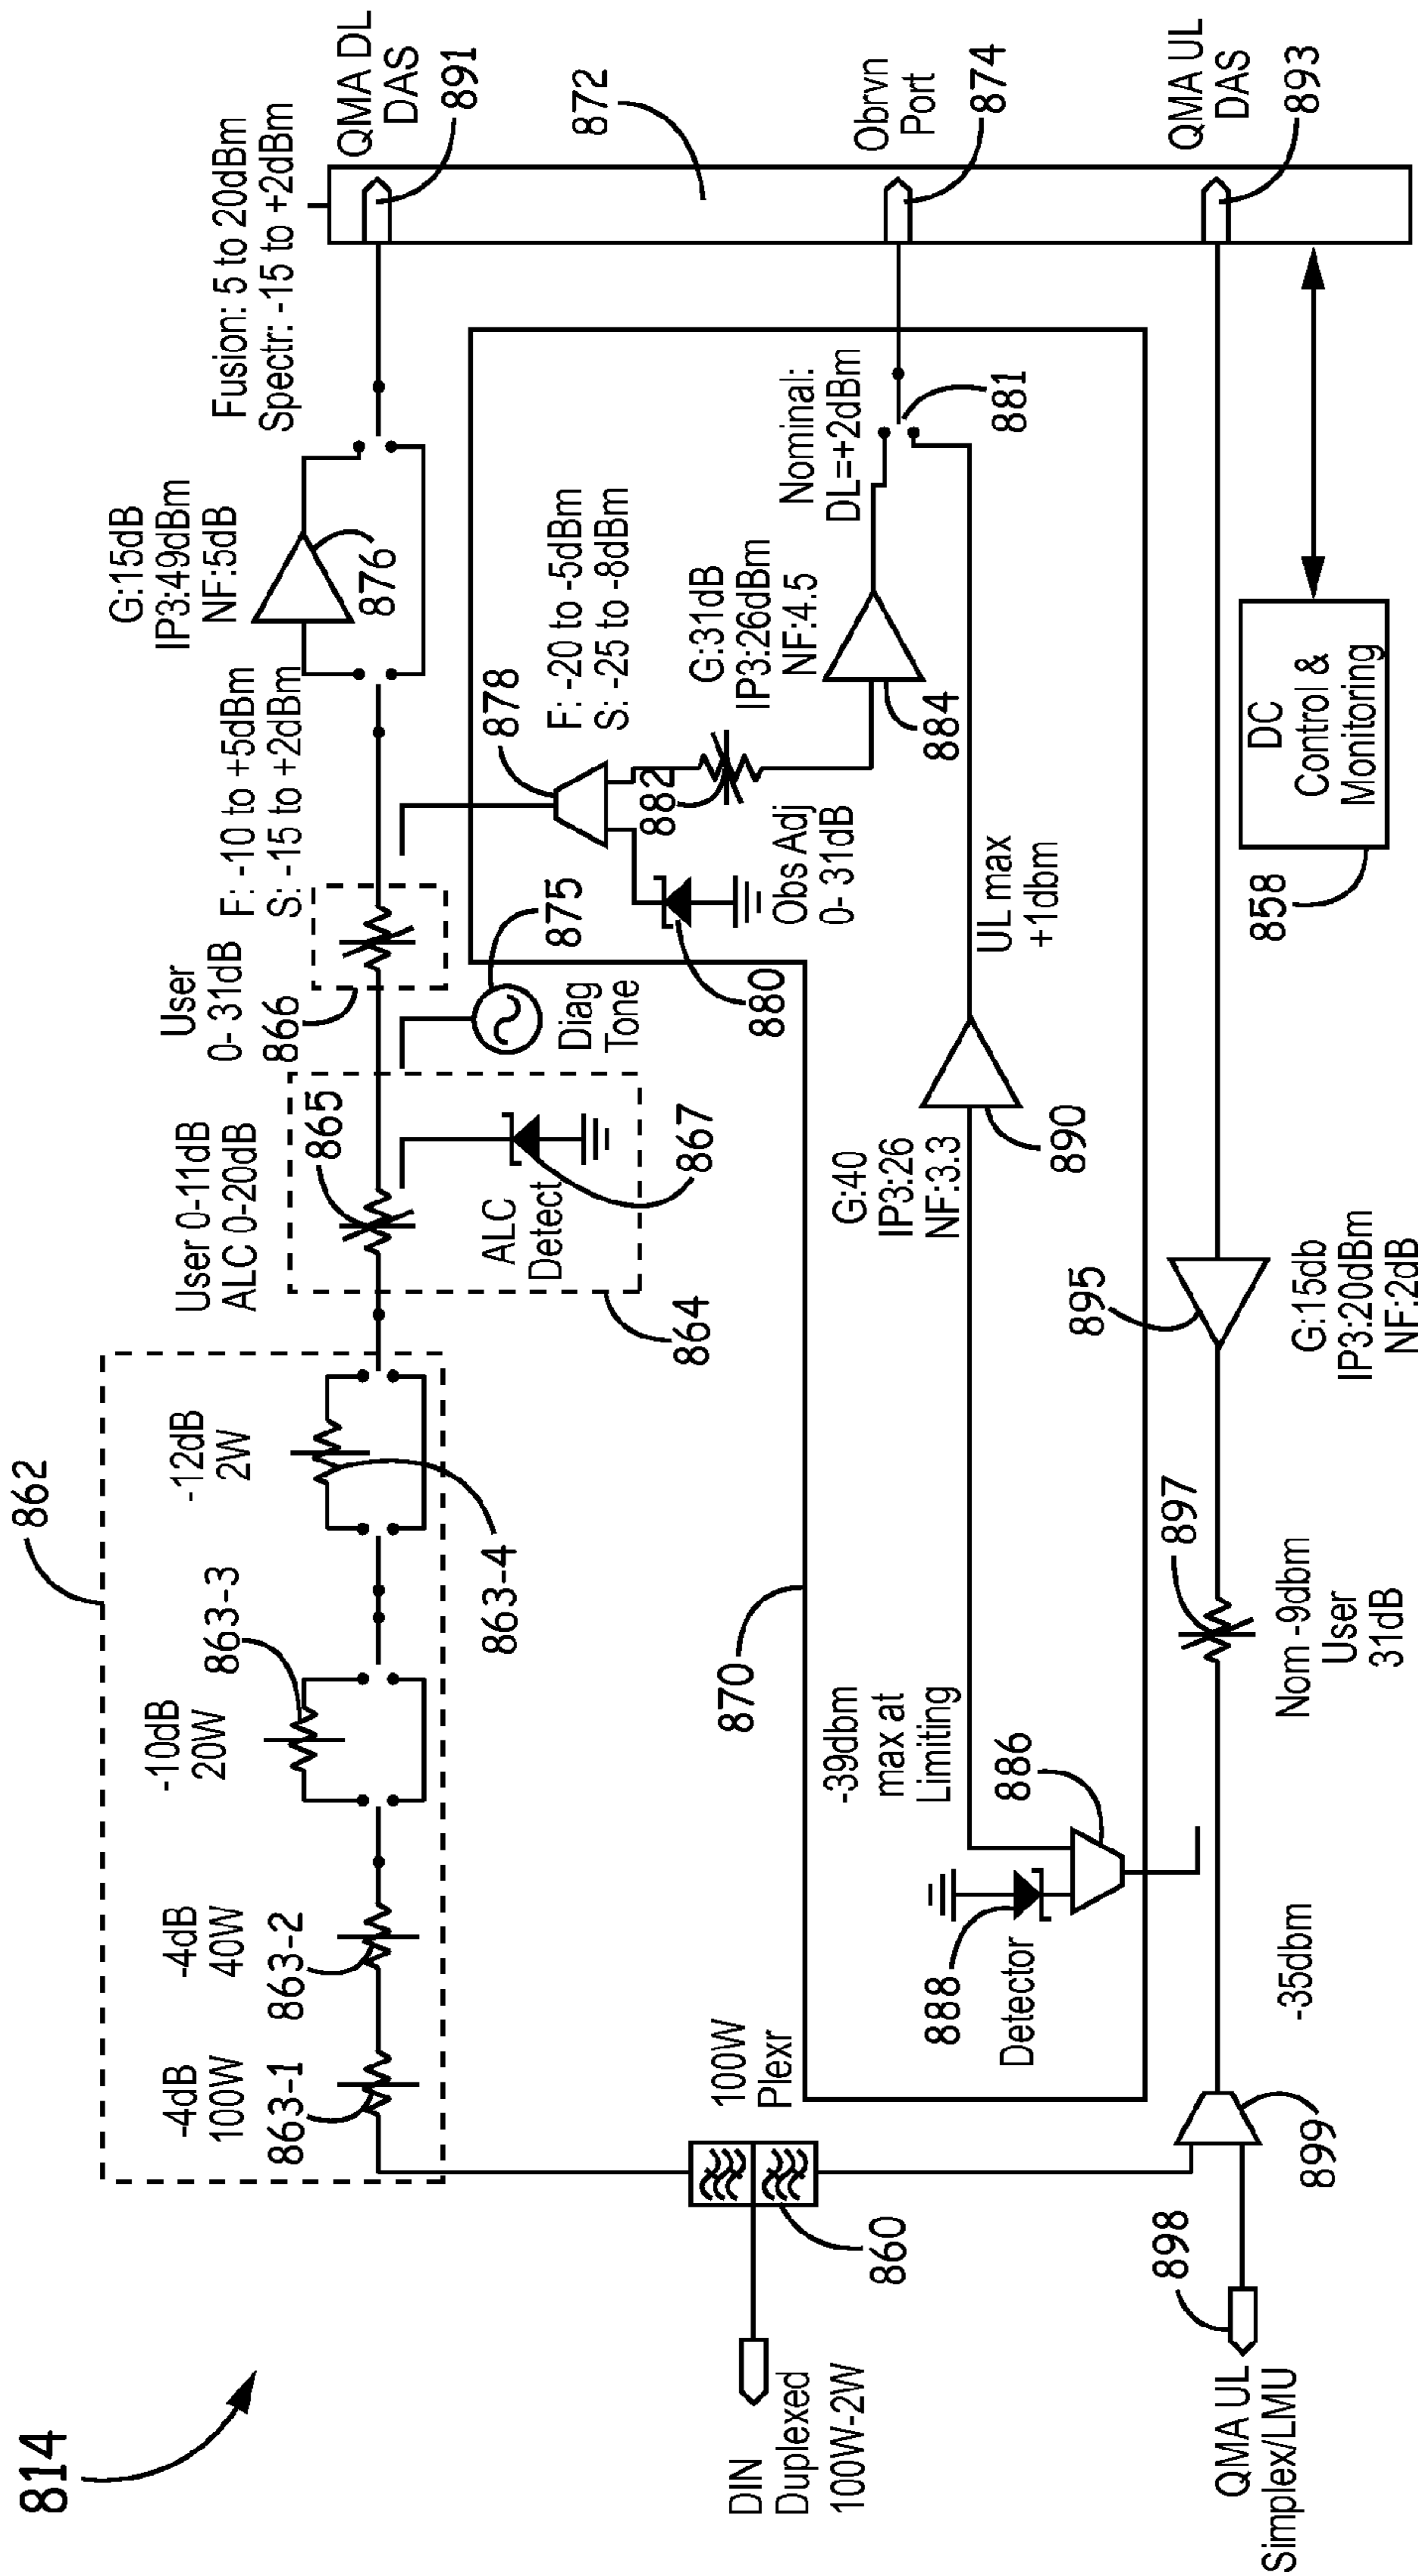 814
862
-4dB
100W
863-1
-4dB
40W
863-2
-10dB
20W
863-3
-12dB
2W
863-4
User 0-11dB
ALC 0-20dB
865
ALC
Detect
867
864
User
0- 31dB
866
Diag
Tone
875
F: -10 to +5dBm
S: -15 to +2dBm
G:15dB
IP3:49dBm
NF:5dB
876
Fusion: 5 to 20dBm
Spectr: -15 to +2dBm
QMA DL
DAS
891
872
878
F: -20 to -5dBm
S: -25 to -8dBm
880
882
Obs Adj
0- 31dB
G:31dB
IP3:26dBm
NF:4.5
884
Nominal:
DL=+2dBm
881
Obrvn
Port
874
870
-39dbm
max at
Limiting
886
888
Detector
G:40
IP3:26
NF:3.3
890
UL max
+1dbm
100W
Plexr
860
DIN
Duplexed
100W-2W
898
QMA UL
Simplex/LMU
899
-35dbm
897
Nom -9dbm
User
31dB
895
G:15db
IP3:20dBm
NF:2dB
858
DC
Control &
Monitoring
QMA UL
DAS
893